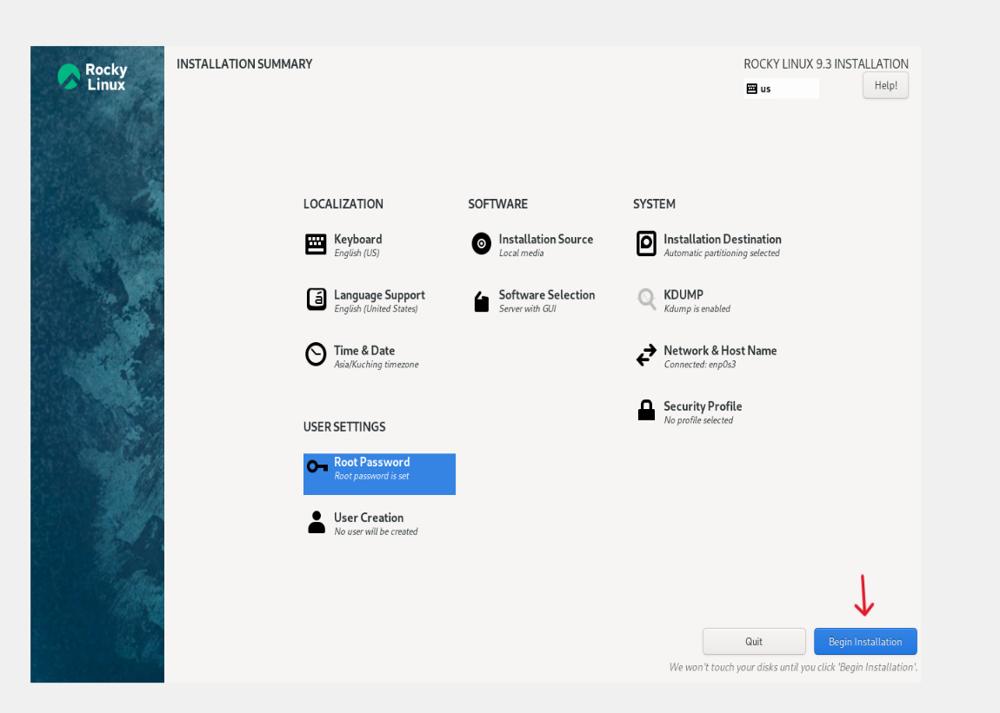 Rocky
Linux
INSTALLATION SUMMARY
ROCKY LINUX 9.3 INSTALLATION
us
Help!
LOCALIZATION
Keyboard
English (US)
Language Support
English (United States)
Time & Date
Asia/Kuching timezone
SOFTWARE
Installation Source
Local media
Software Selection
Server with GUI
SYSTEM
Installation Destination
Automatic partitioning selected
KDUMP
Kdump is enabled
Network & Host Name
Connected: enp0s3
Security Profile
No profile selected
USER SETTINGS
Root Password
Root password is set
User Creation
No user will be created
Quit
Begin Installation
We won't touch your disks until you click 'Begin Installation'.